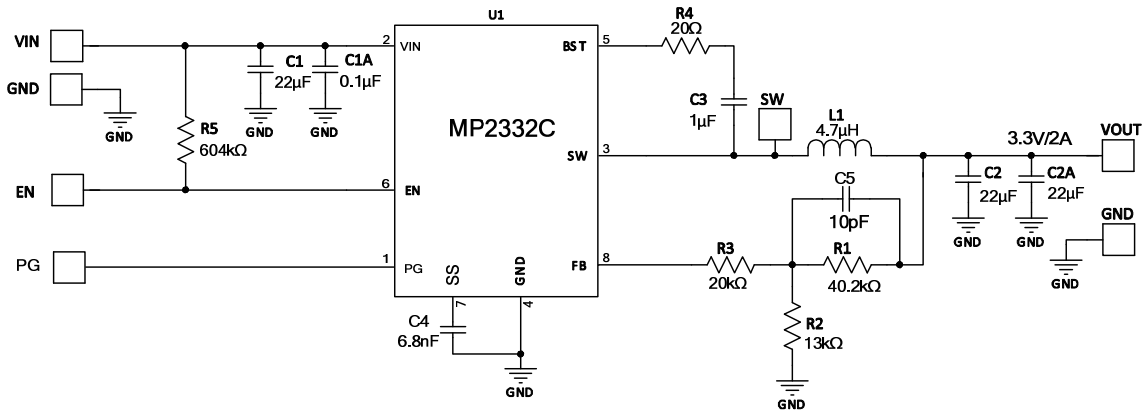 U1
VIN
GND
GND
EN
PG
2
VIN
C1
22µF
GND
C1A
0.1µF
GND
R5
604kΩ
6
EN
1
PG
MP2332C
BST
5
R4
20Ω
C3
1µF
SW
SW
3
L1
4.7µH
3.3V/2A
VOUT
C2
22µF
GND
C2A
22µF
GND
GND
GND
C5
10pF
FB
8
R3
20kΩ
R1
40.2kΩ
R2
13kΩ
GND
SS
7
GND
4
C4
6.8nF
GND